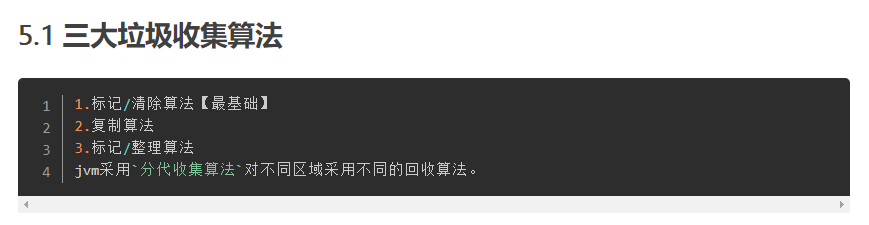 5.1 三大垃圾收集算法
1 1.标记/清除算法【最基础】
2 2.复制算法
3 3.标记/整理算法
4 jvm采用`分代收集算法`对不同区域采用不同的回收算法。